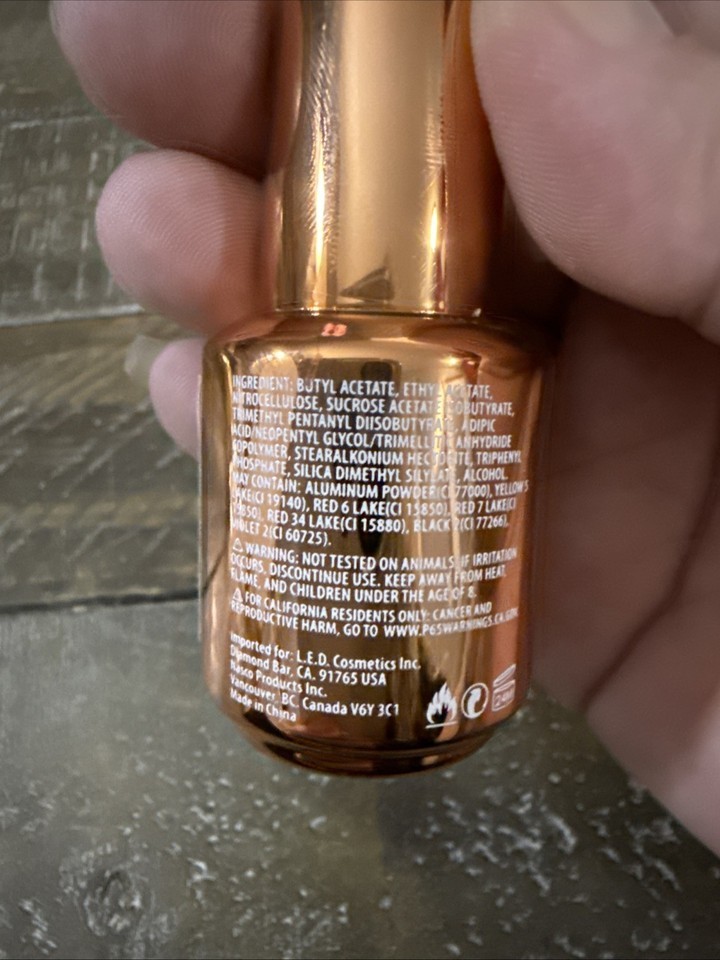 INGREDIENT: BUTYL ACETATE, ETHYL ACETATE,
NITROCELLULOSE, SUCROSE ACETATE ISOBUTYRATE,
TRIMETHYL PENTANYL DIISOBUTYRATE, ADIPIC
ACID/NEOPENTYL GLYCOL/TRIMELLITIC ANHYDRIDE
COPOLYMER, STEARALKONIUM HECTORITE, TRIPHENYL
PHOSPHATE, SILICA DIMETHYL SILYLATE, ALCOHOL.
MAY CONTAIN: ALUMINUM POWDER(CI 77000), YELLOW 5
LAKE(CI 19140), RED 6 LAKE(CI 15850), RED 7 LAKE(CI
15850), RED 34 LAKE(CI 15880), BLACK 2(CI 77266),
VIOLET 2(CI 60725).
⚠ WARNING: NOT TESTED ON ANIMALS. IF IRRITATION
OCCURS, DISCONTINUE USE. KEEP AWAY FROM HEAT,
FLAME, AND CHILDREN UNDER THE AGE OF 8.
⚠ FOR CALIFORNIA RESIDENTS ONLY: CANCER AND
REPRODUCTIVE HARM, GO TO WWW.P65WARNINGS.CA.GOV.
Imported for: L.E.D. Cosmetics Inc.
Diamond Bar, CA. 91765 USA
Nasco Products Inc.
Vancouver, BC, Canada V6Y 3C1
Made in China
24M